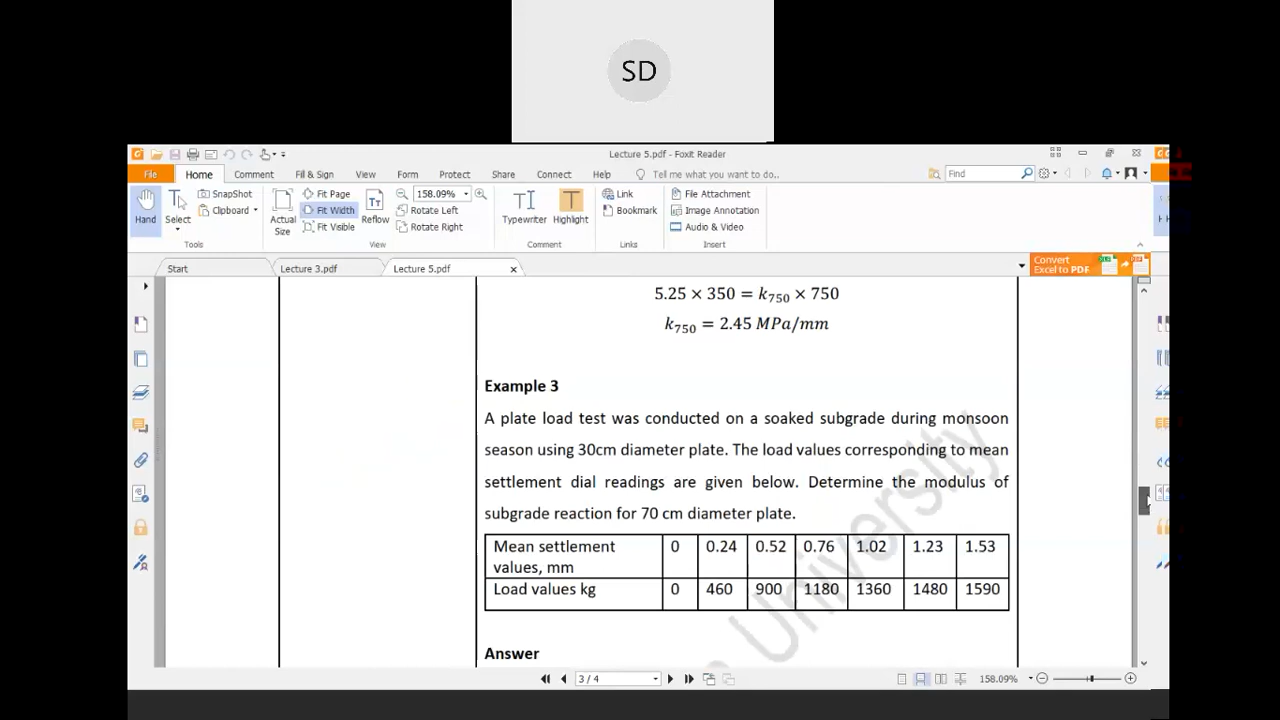 SD
Lecture 5.pdf - Foxit Reader
File Home Comment Fill & Sign View Form Protect Share Connect Help Tell me what you want to do.. Find
Hand
Select
SnapShot
Clipboard
Tools
Actual Size
Fit Page
Fit Width
Fit Visible
Reflow
158.09%
Rotate Left
Rotate Right
View
Typewriter
Highlight
Comment
Link
Bookmark
Links
File Attachment
Image Annotation
Audio & Video
Insert
Start Lecture 3.pdf Lecture 5.pdf
Convert
Excel to PDF
5.25 × 350 = k₇₅₀ × 750
k₇₅₀ = 2.45 MPa/mm
Example 3
A plate load test was conducted on a soaked subgrade during monsoon
season using 30cm diameter plate. The load values corresponding to mean
settlement dial readings are given below. Determine the modulus of
subgrade reaction for 70 cm diameter plate.
Mean settlement values, mm 0 0.24 0.52 0.76 1.02 1.23 1.53
Load values kg 0 460 900 1180 1360 1480 1590
Answer
University
3 / 4
158.09%